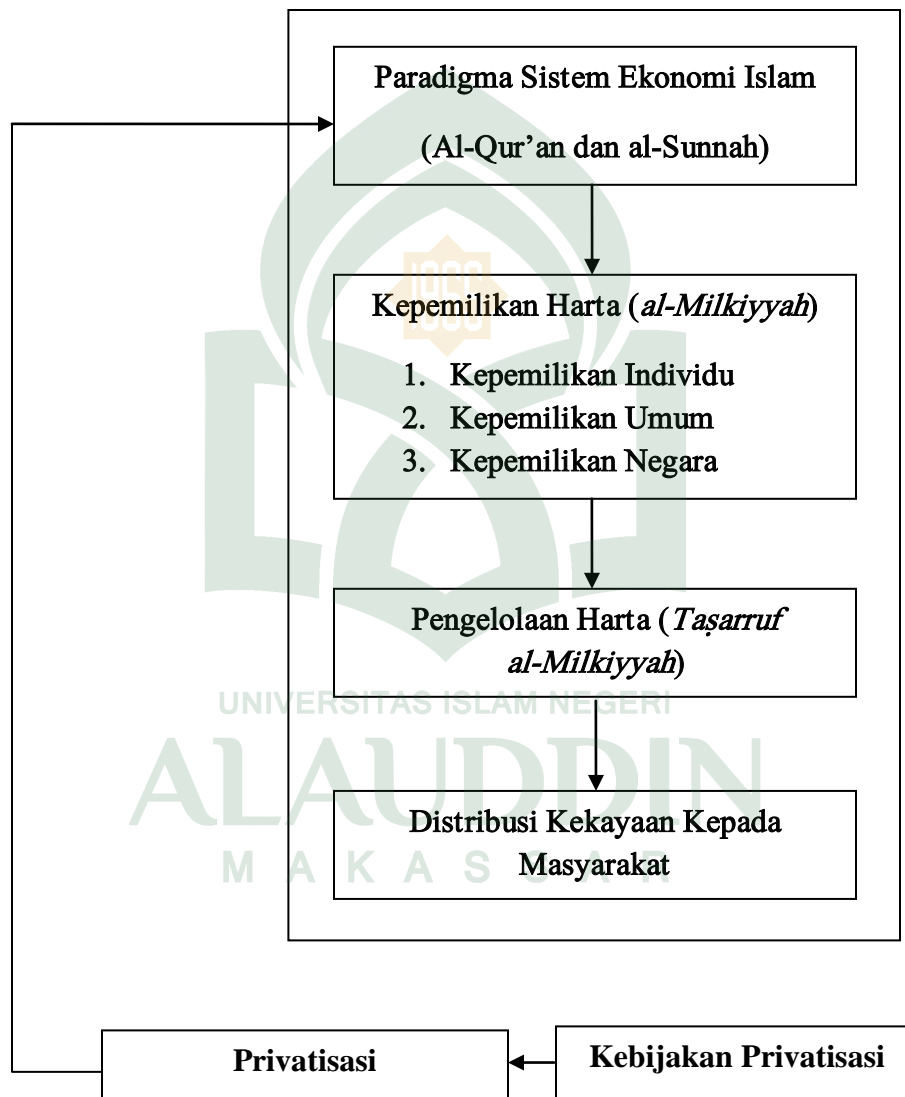 Paradigma Sistem Ekonomi Islam
(Al-Qur’an dan al-Sunnah)
1965
Kepemilikan Harta (al-Milkiyyah)
1. Kepemilikan Individu
2. Kepemilikan Umum
3. Kepemilikan Negara
Pengelolaan Harta (Taṣarruf
al-Milkiyyah)
UNIVERSITAS ISLAM NEGERI
ALAUDDIN
Distribusi Kekayaan Kepada
Masyarakat
MAKASSAR
Privatisasi
Kebijakan Privatisasi